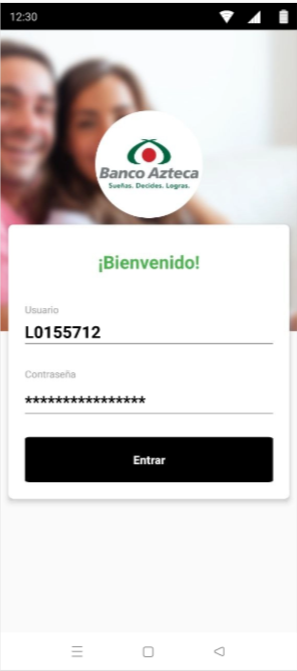 12:30
Banco Azteca
Sueñas. Decides. Logras.
¡Bienvenido!
Usuario
L0155712
Contraseña
****************
Entrar